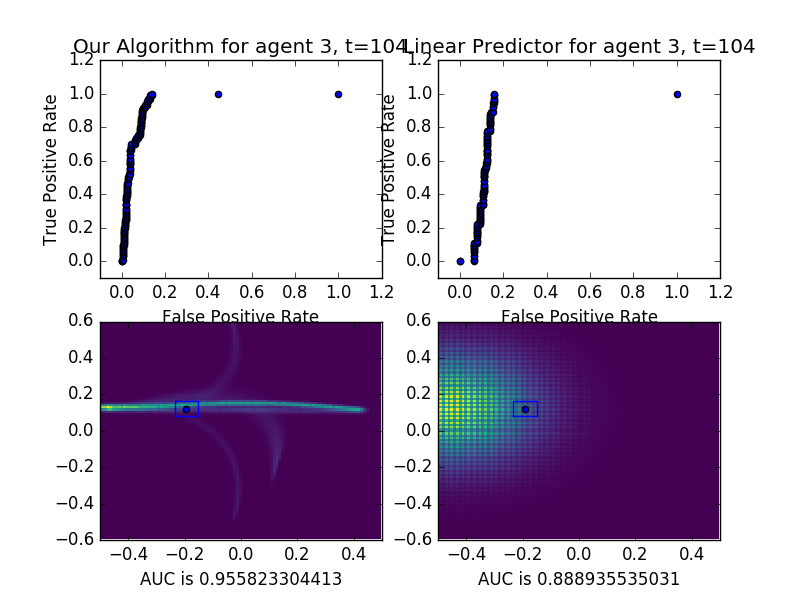 Our Algorithm for agent 3, t=104
Linear Predictor for agent 3, t=104
1.2
1.0
0.8
0.6
0.4
0.2
0.0
True Positive Rate
0.0 0.2 0.4 0.6 0.8 1.0 1.2
False Positive Rate
1.2
1.0
0.8
0.6
0.4
0.2
0.0
True Positive Rate
0.0 0.2 0.4 0.6 0.8 1.0 1.2
False Positive Rate
0.6
0.4
0.2
0.0
−0.2
−0.4
−0.6
−0.4 −0.2 0.0 0.2 0.4
AUC is 0.955823304413
0.6
0.4
0.2
0.0
−0.2
−0.4
−0.6
−0.4 −0.2 0.0 0.2 0.4
AUC is 0.888935535031